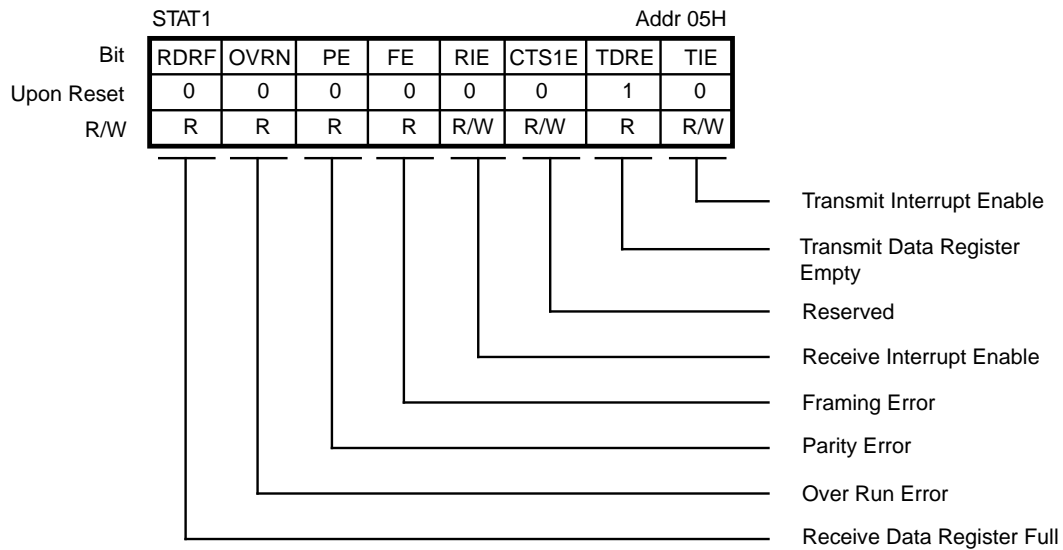 STAT1 Addr 05H
Bit RDRF OVRN PE FE RIE CTS1E TDRE TIE
Upon Reset 0 0 0 0 0 0 1 0
R/W R R R R R/W R/W R R/W
Transmit Interrupt Enable
Transmit Data Register
Empty
Reserved
Receive Interrupt Enable
Framing Error
Parity Error
Over Run Error
Receive Data Register Full